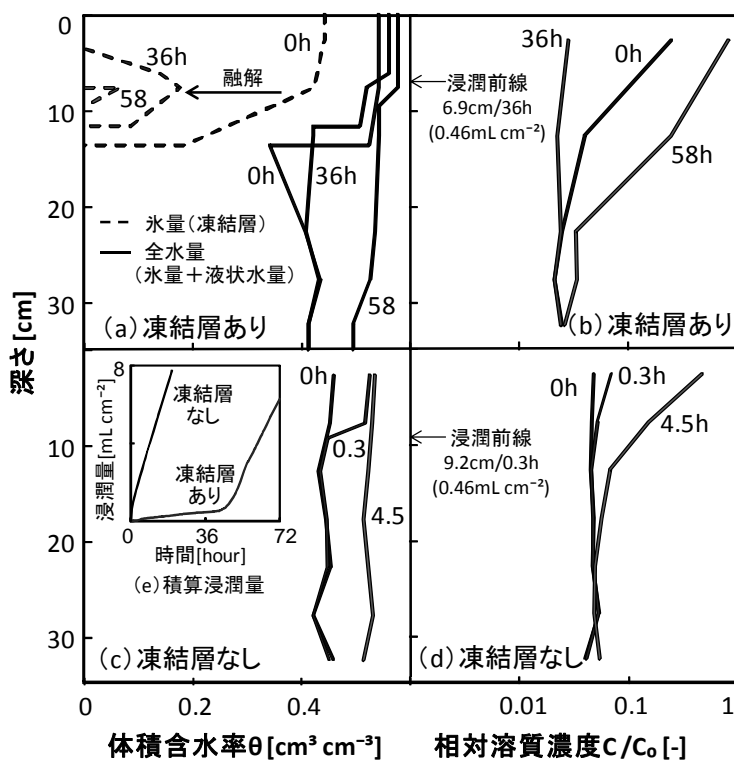 0
10
20
30
深さ[cm]
36h
0h
58
融解
0h
36h
58
氷量(凍結層)
全水量
(氷量+液状水量)
(a)凍結層あり
36h
0h
58h
浸潤前線
6.9cm/36h
(0.46mL cm⁻²)
(b)凍結層あり
10
20
30
0h
0.3
4.5
8
0
浸潤量[mL cm⁻²]
凍結層
なし
凍結層
あり
0
36
72
時間[hour]
(e)積算浸潤量
(c)凍結層なし
0h
0.3h
4.5h
浸潤前線
9.2cm/0.3h
(0.46mL cm⁻²)
(d)凍結層なし
0
0.2
0.4
0.01
0.1
1
体積含水率θ[cm³ cm⁻³]
相対溶質濃度C/C₀ [-]